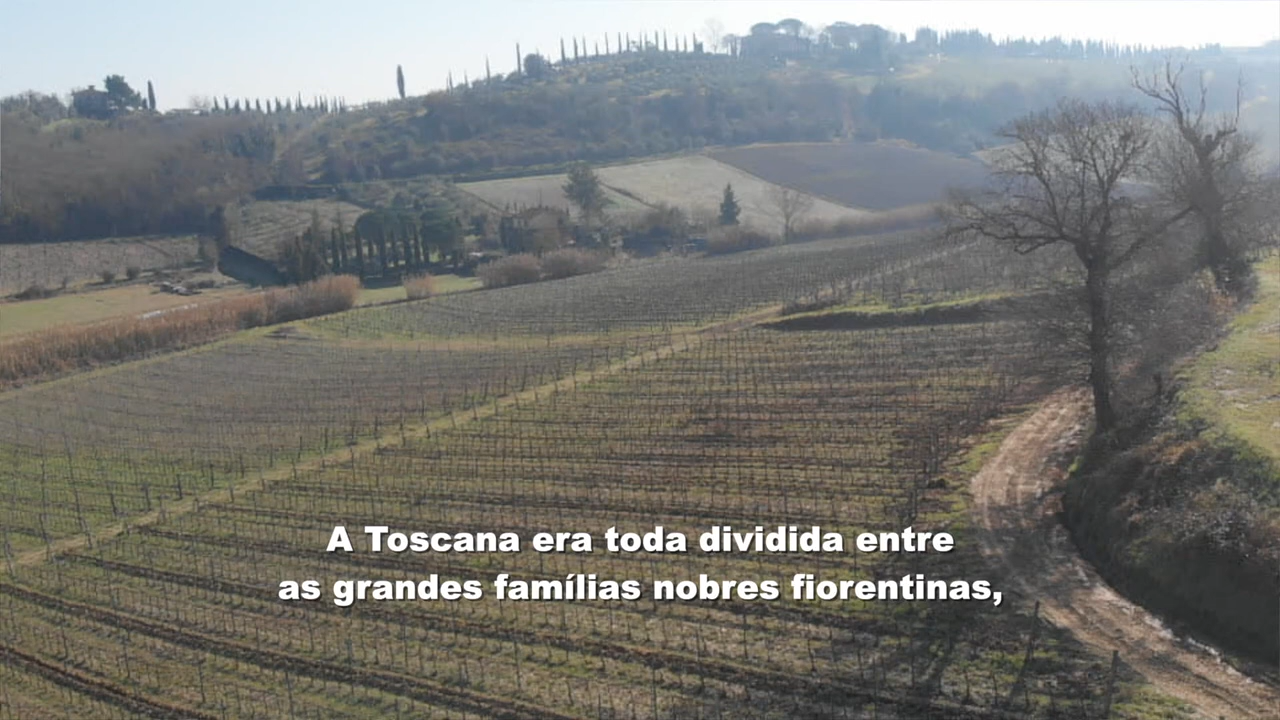 A Toscana era toda dividida entre
as grandes famílias nobres fiorentinas,